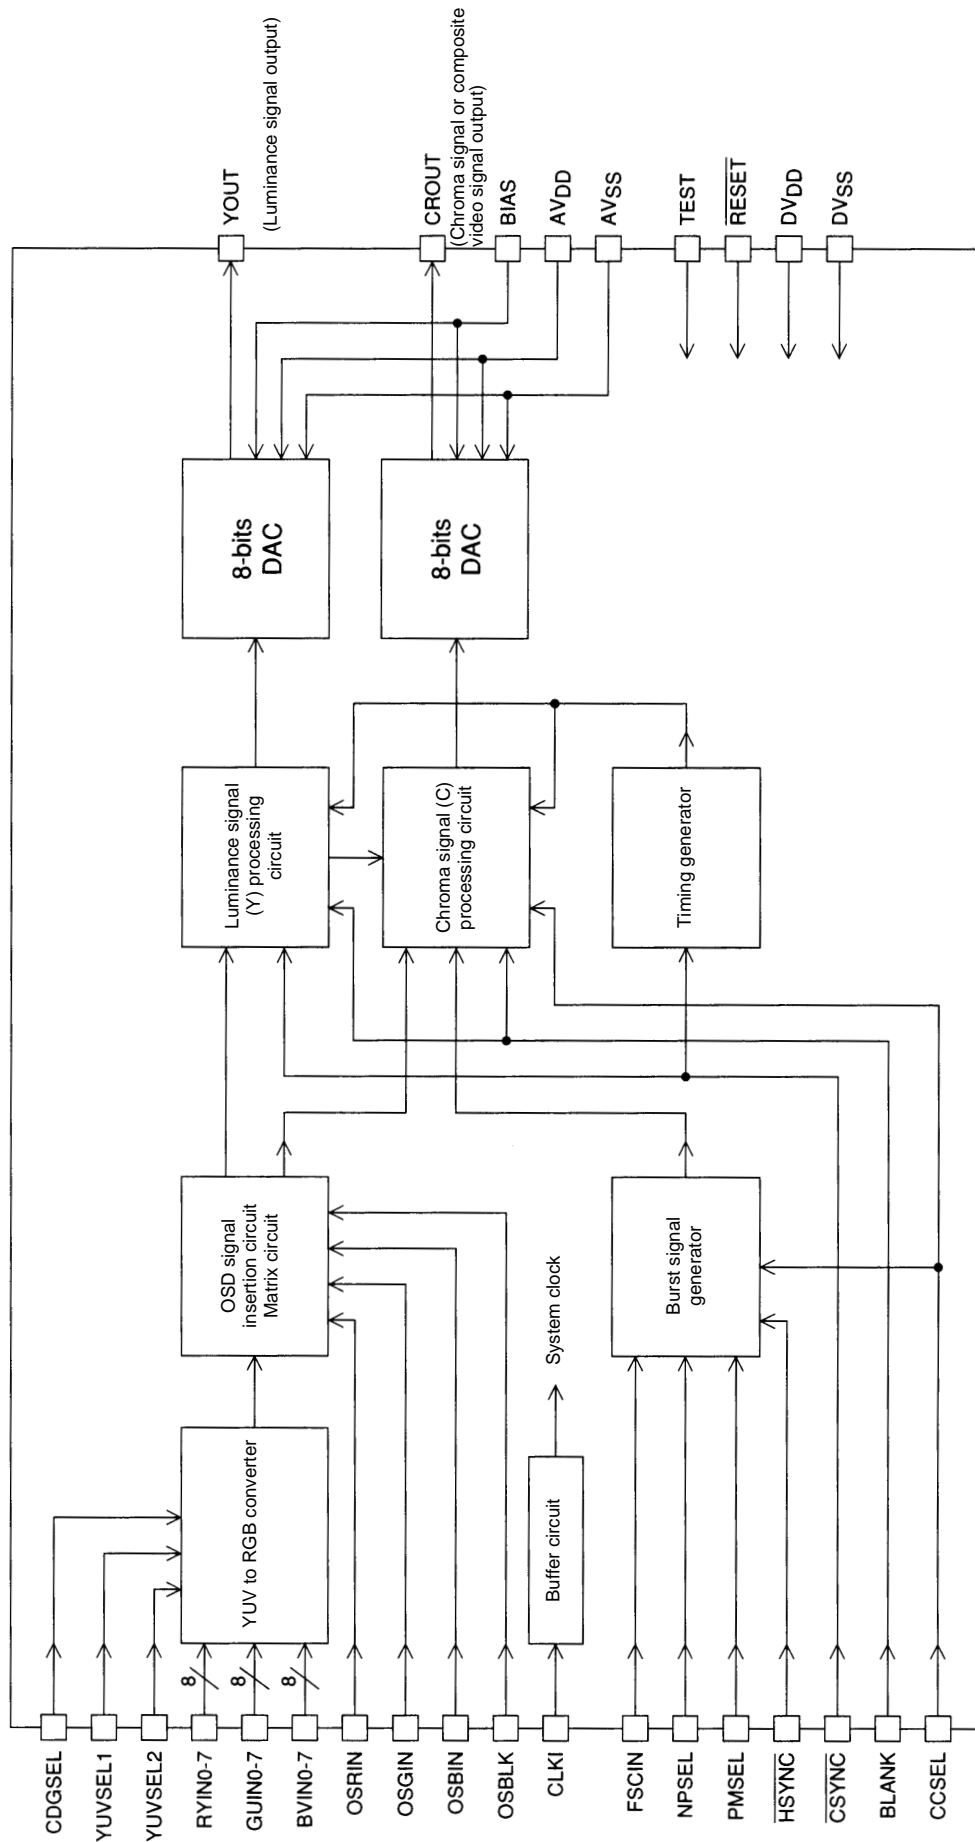 CDGSEL
YUVSEL1
YUVSEL2
RYIN0-7
GUIN0-7
BVIN0-7
OSRIN
OSGIN
OSBIN
OSBLK
CLKI
FSCIN
NPSEL
PMSEL
HSYNC
CSYNC
BLANK
CCSEL
8
8
8
YUV to RGB converter
Buffer circuit
System clock
OSD signal
insertion circuit
Matrix circuit
Burst signal
generator
Luminance signal
(Y) processing
circuit
Chroma signal (C)
processing circuit
Timing generator
8-bits
DAC
8-bits
DAC
YOUT
(Luminance signal output)
CROUT
(Chroma signal or composite
video signal output)
BIAS
AVDD
AVSS
TEST
RESET
DVDD
DVSS